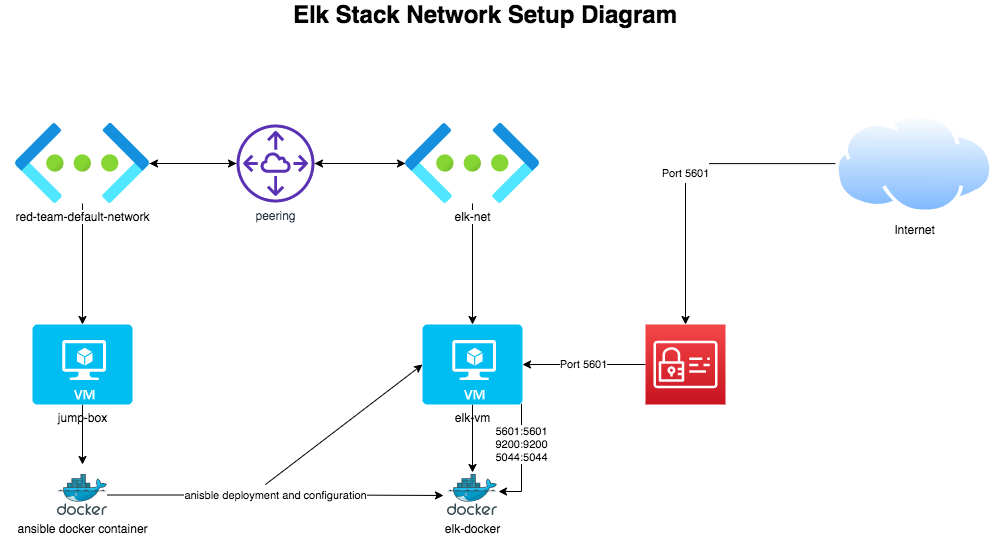 Elk Stack Network Setup Diagram
red-team-default-network
peering
elk-net
Port 5601
Internet
VM
jump-box
VM
elk-vm
Port 5601
5601:5601
9200:9200
5044:5044
docker
ansible docker container
anisble deployment and configuration
docker
elk-docker